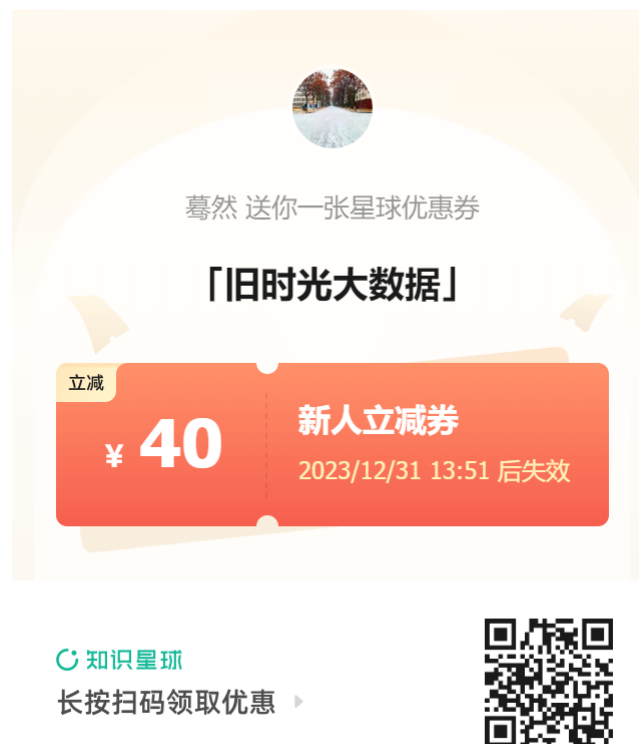 蓦然 送你一张星球优惠券
「旧时光大数据」
立减
¥ 40
新人立减券
2023/12/31 13:51 后失效
知识星球
长按扫码领取优惠